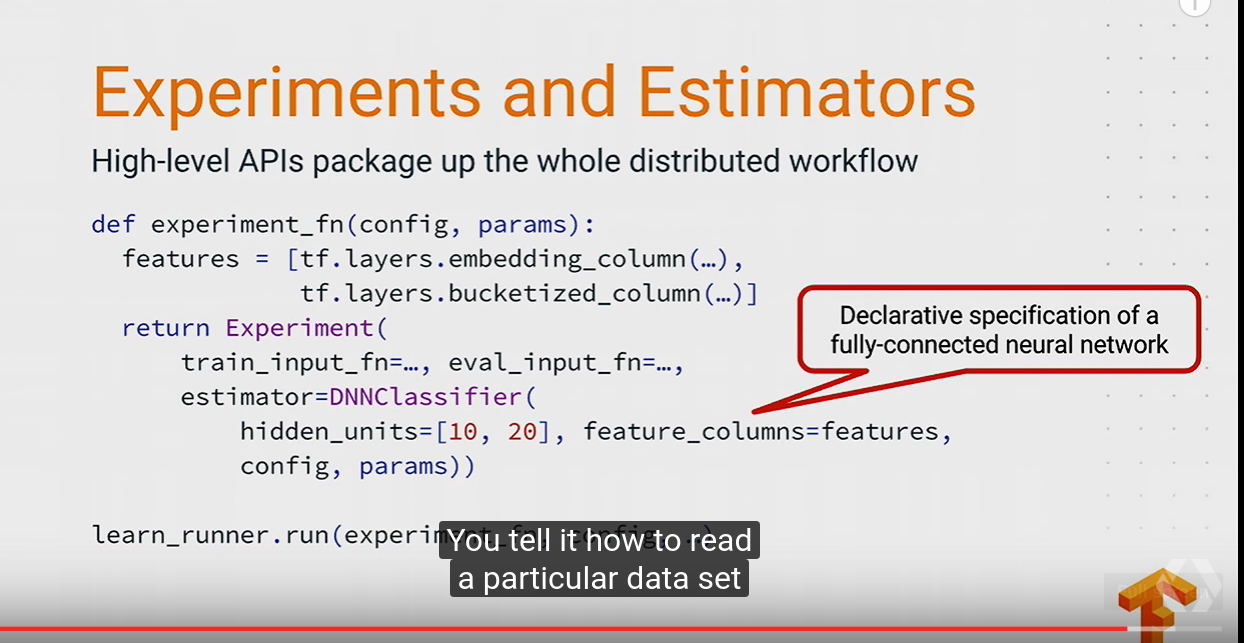 Experiments and Estimators
High-level APIs package up the whole distributed workflow
def experiment_fn(config, params):
features = [tf.layers.embedding_column(…),
tf.layers.bucketized_column(…)]
return Experiment(
train_input_fn=…, eval_input_fn=…,
estimator=DNNClassifier(
hidden_units=[10, 20], feature_columns=features,
config, params))
Declarative specification of a
fully-connected neural network
learn_runner.run(experiment_fn, config, …)
You tell it how to read
a particular data set